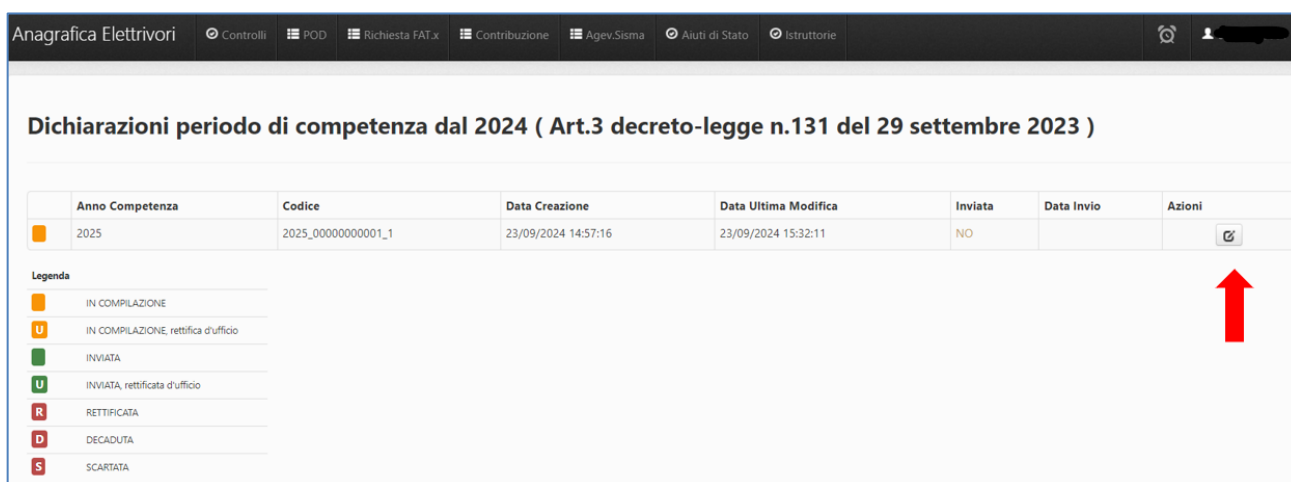 Anagrafica Elettrivori Controlli POD Richiesta FAT.x Contribuzione Agev.Sisma Aiuti di Stato Istruttorie
Dichiarazioni periodo di competenza dal 2024 ( Art.3 decreto-legge n.131 del 29 settembre 2023 )
Anno Competenza Codice Data Creazione Data Ultima Modifica Inviata Data Invio Azioni
2025 2025_00000000001_1 23/09/2024 14:57:16 23/09/2024 15:32:11 NO
Legenda
IN COMPILAZIONE
U IN COMPILAZIONE, rettifica d'ufficio
INVIATA
U INVIATA, rettificata d'ufficio
R RETTIFICATA
D DECADUTA
S SCARTATA